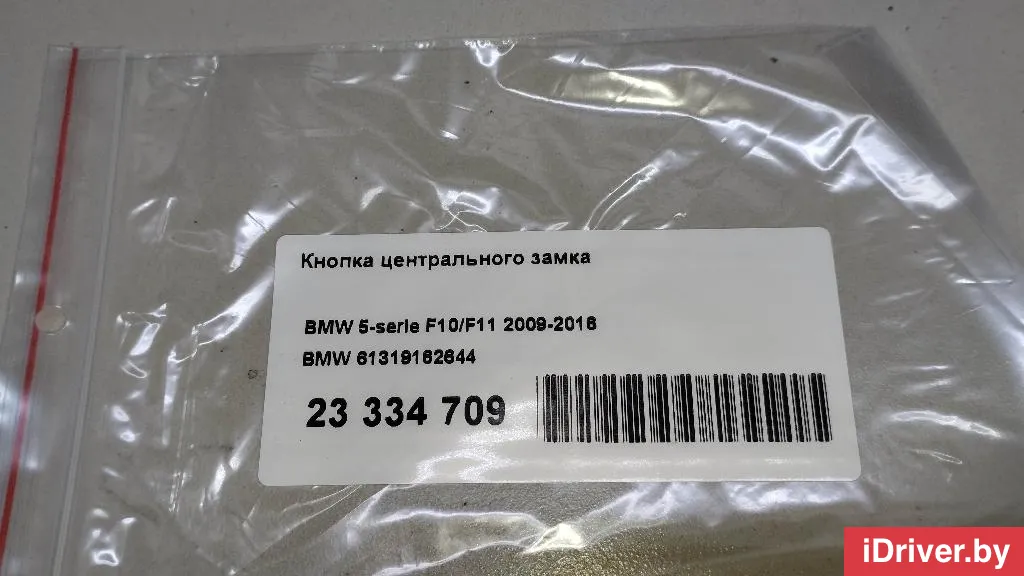 Кнопка центрального замка
BMW 5-serie F10/F11 2009-2016
BMW 61319162644
23 334 709
iDriver.by